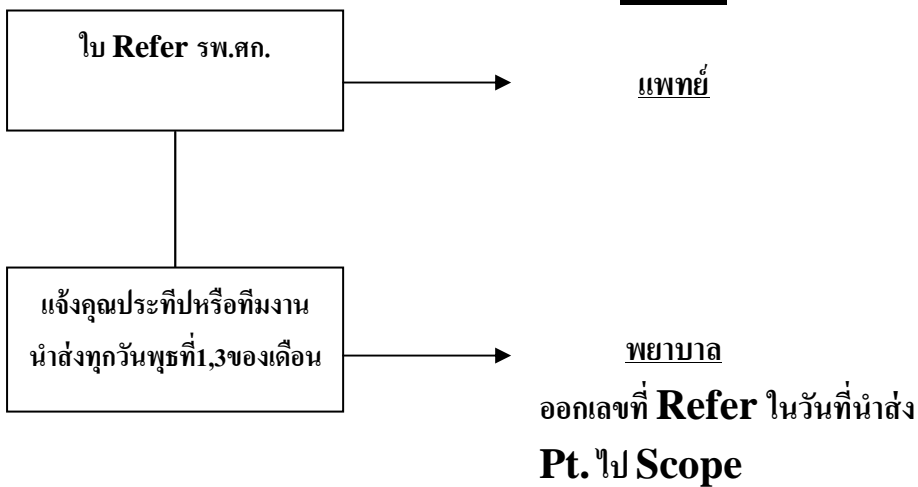 ใบ Refer รพ.ศก.
แพทย์
แจ้งคุณประทีปหรือทีมงาน
นำส่งทุกวันพุธที่1,3ของเดือน
พยาบาล
ออกเลขที่ Refer ในวันที่นำส่ง
Pt. ไป Scope